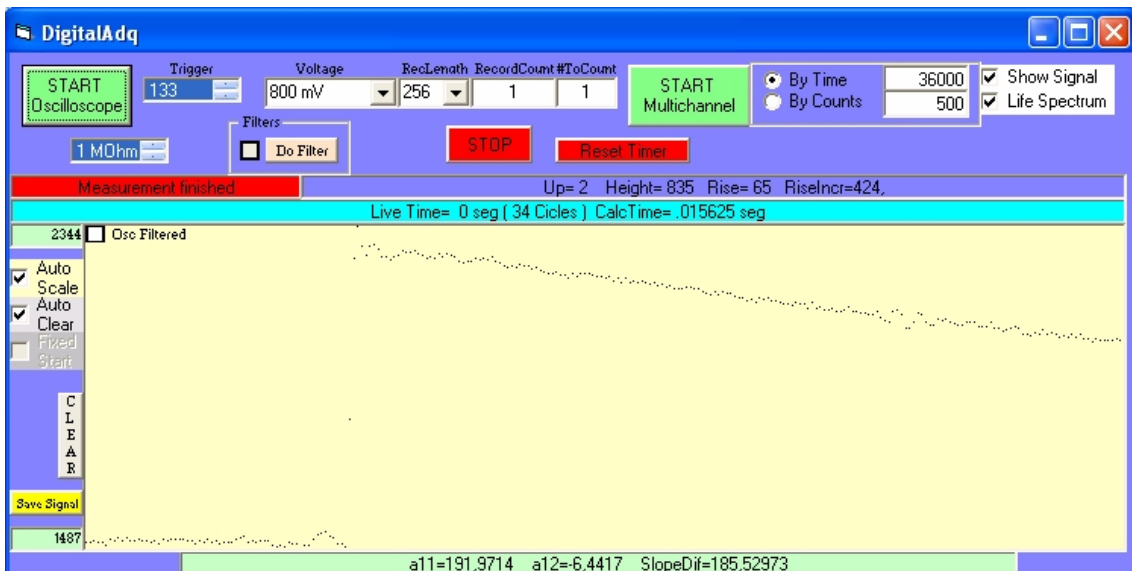 DigitalAdq
Trigger
Voltage
RecLenath RecordCount #ToCount
START
Oscilloscope
133
800 mV
256
1
1
START
Multichannel
By Time
36000
By Counts
500
Show Signal
Life Spectrum
1 MOhm
Filters
Do Filter
STOP
Reset Timer
Measurement finished
Up= 2 Height= 835 Rise= 65 RiseIncr=424,
Live Time= 0 seg ( 34 Cicles ) CalcTime= .015625 seg
2344
Osc Filtered
Auto
Scale
Auto
Clear
Fixed
Start
C
L
E
A
R
Save Signal
1487
a11=191,9714 a12=-6,4417 SlopeDif=185,52973